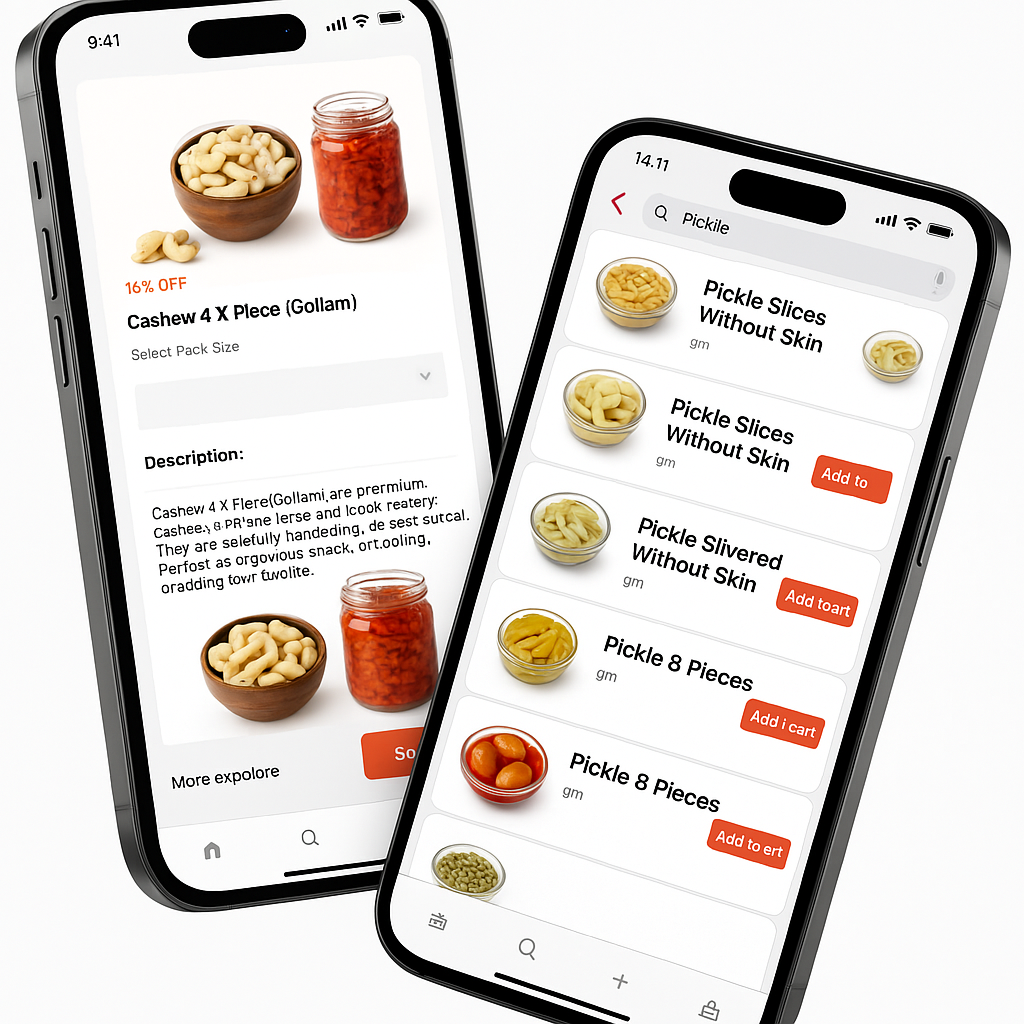 9:41
16% OFF
Cashew 4 X Plece (Gollam)
Select Pack Size
Description:
Cashew 4 X Flere(Gollami, are prermium.
Cashee., 8 PR'sne lerse and lcook reatery:
They are selefully handeding, de sest sutcal.
Perfost as orgovious snack, ort.ooling,
oradding towr fuvolite.
More expolore
So
14.11
Pickile
Pickle Slices
Without Skin
gm
Pickle Slices
Without Skin
gm
Add to
Pickle Slivered
Without Skin
gm
Add toart
Pickle 8 Pieces
gm
Add i cart
Pickle 8 Pieces
gm
Add to ert